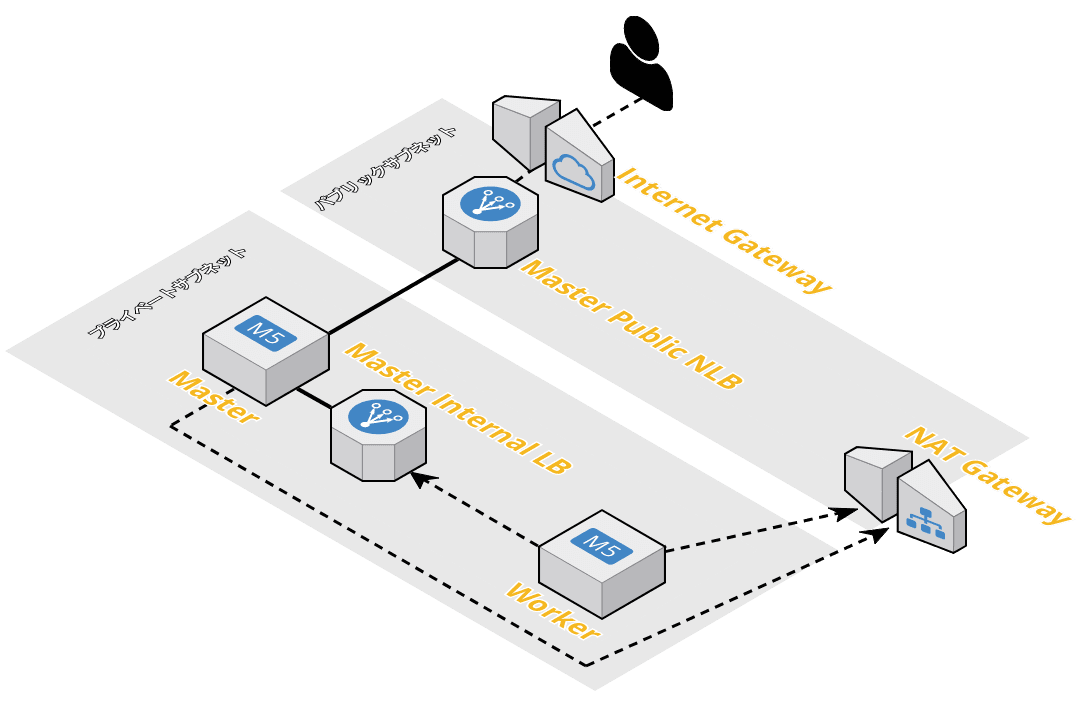 パブリックサブネット
Internet Gateway
Master Public NLB
プライベートサブネット
M5
Master
Master Internal LB
NAT Gateway
M5
Worker